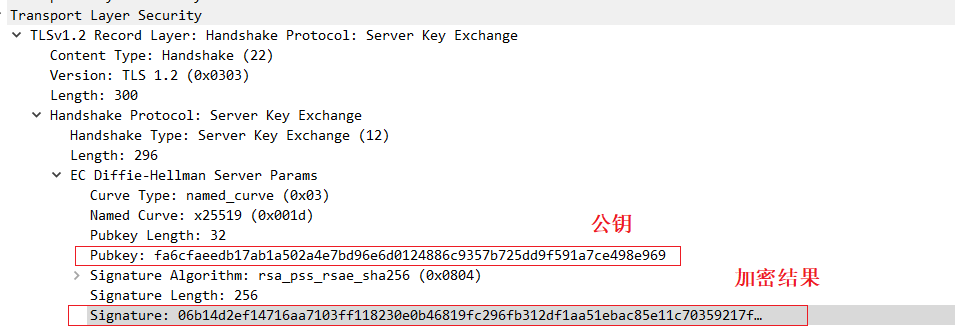 Transport Layer Security
TLSv1.2 Record Layer: Handshake Protocol: Server Key Exchange
Content Type: Handshake (22)
Version: TLS 1.2 (0x0303)
Length: 300
Handshake Protocol: Server Key Exchange
Handshake Type: Server Key Exchange (12)
Length: 296
EC Diffie-Hellman Server Params
Curve Type: named_curve (0x03)
Named Curve: x25519 (0x001d)
公钥
Pubkey Length: 32
Pubkey: fa6cfaeedb17ab1a502a4e7bd96e6d0124886c9357b725dd9f591a7ce498e969
Signature Algorithm: rsa_pss_rsae_sha256 (0x0804)
加密结果
Signature Length: 256
Signature: 06b14d2ef14716aa7103ff118230e0b46819fc296fb312df1aa51ebac85e11c70359217f…